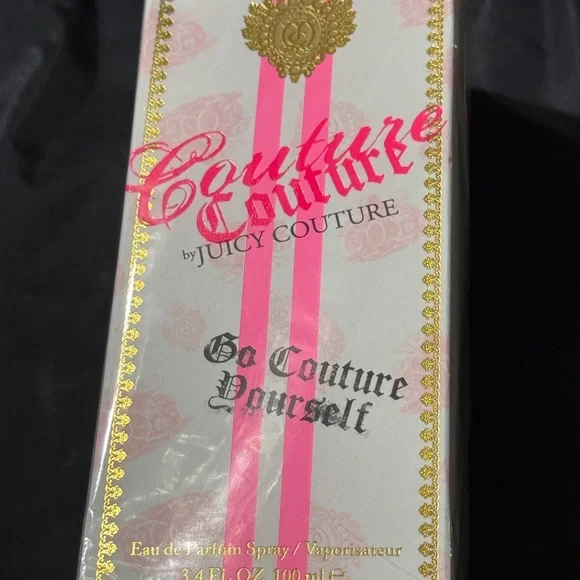 Couture
Couture
by JUICY COUTURE
Go Couture
Yourself
Eau de Parfum Spray / Vaporisateur
3.4 FL OZ 100 ml e